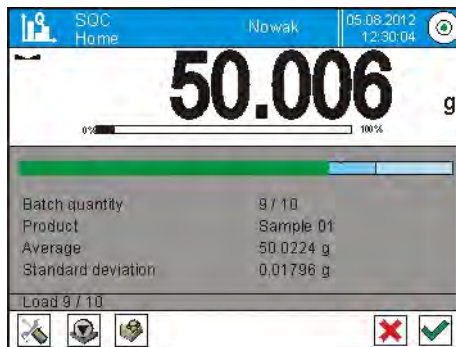 SQC Nowak 05.08.2012
Home 12:30:04
50.006 g
0% 100%
Batch quantity 9 / 10
Product Sample 01
Average 50.0224 g
Standard deviation 0.01796 g
Load 9 / 10